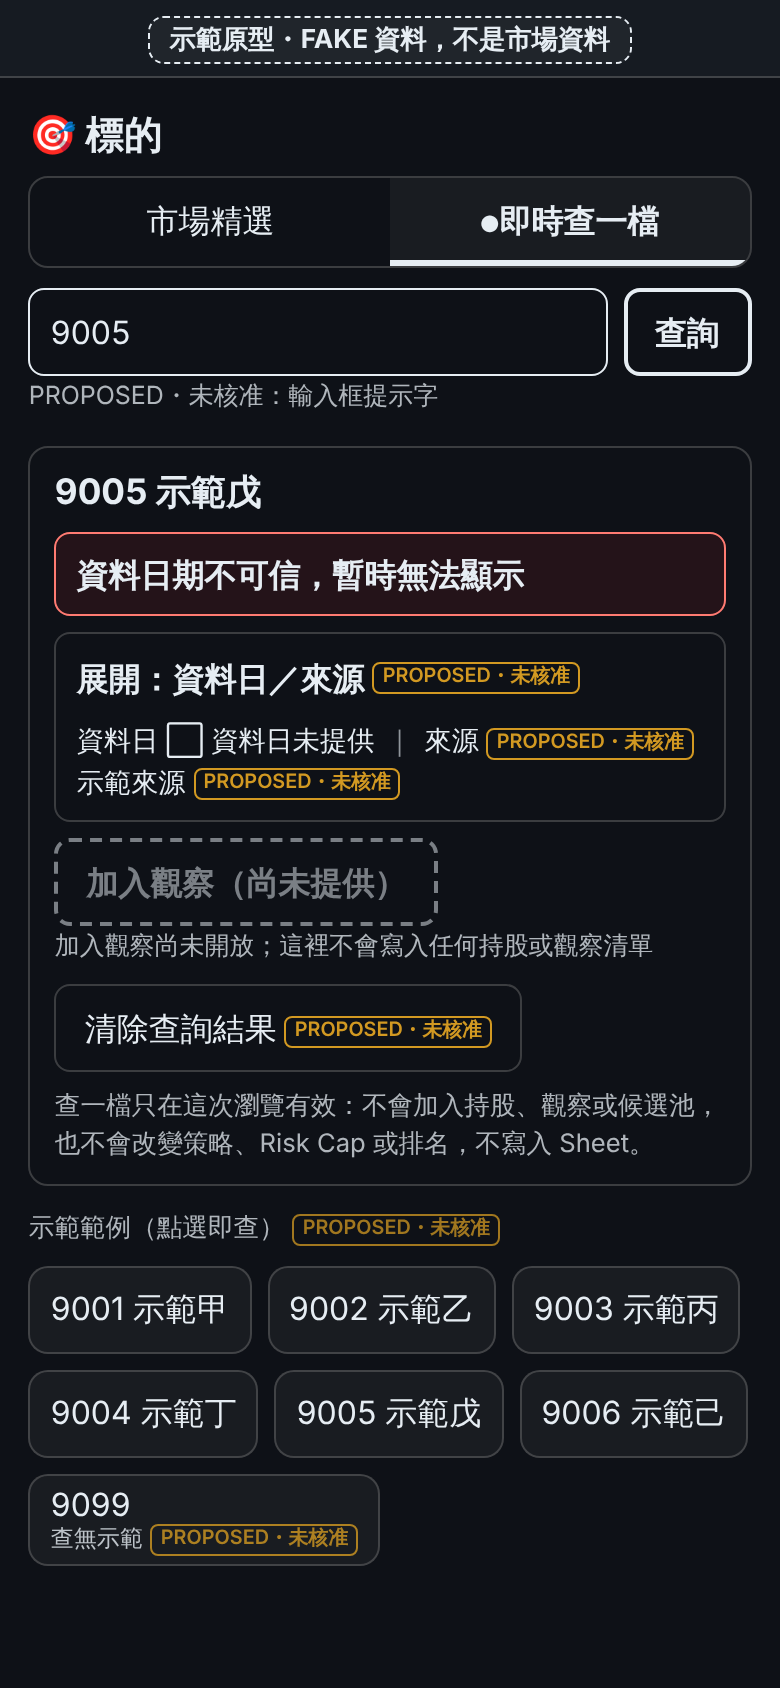 示範原型・FAKE 資料，不是市場資料
🎯 標的
市場精選
●即時查一檔
9005
查詢
PROPOSED・未核准：輸入框提示字
9005 示範戊
資料日期不可信，暫時無法顯示
展開：資料日／來源 PROPOSED・未核准
資料日 ⬜ 資料日未提供 ｜ 來源 PROPOSED・未核准
示範來源 PROPOSED・未核准
加入觀察（尚未提供）
加入觀察尚未開放；這裡不會寫入任何持股或觀察清單
清除查詢結果 PROPOSED・未核准
查一檔只在這次瀏覽有效：不會加入持股、觀察或候選池，
也不會改變策略、Risk Cap 或排名，不寫入 Sheet。
示範範例（點選即查） PROPOSED・未核准
9001 示範甲
9002 示範乙
9003 示範丙
9004 示範丁
9005 示範戊
9006 示範己
9099
查無示範 PROPOSED・未核准